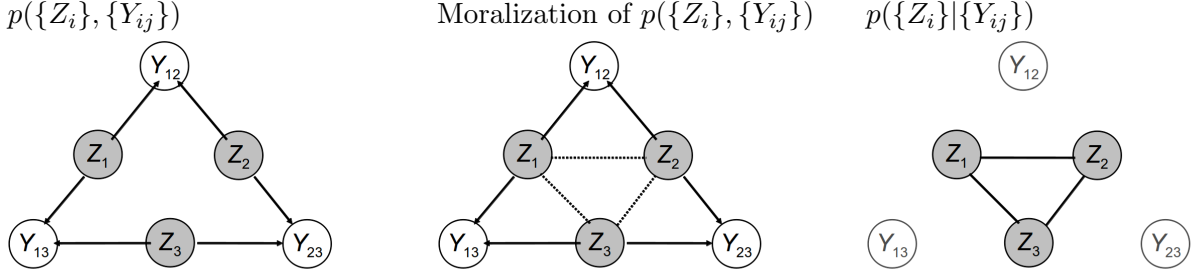 p({Z_i}, {Y_ij})
Moralization of p({Z_i}, {Y_ij})
p({Z_i}|{Y_ij})
Y_12
Z_1
Z_2
Y_13
Z_3
Y_23
Y_12
Z_1
Z_2
Y_13
Z_3
Y_23
Y_12
Z_1
Z_2
Y_13
Z_3
Y_23